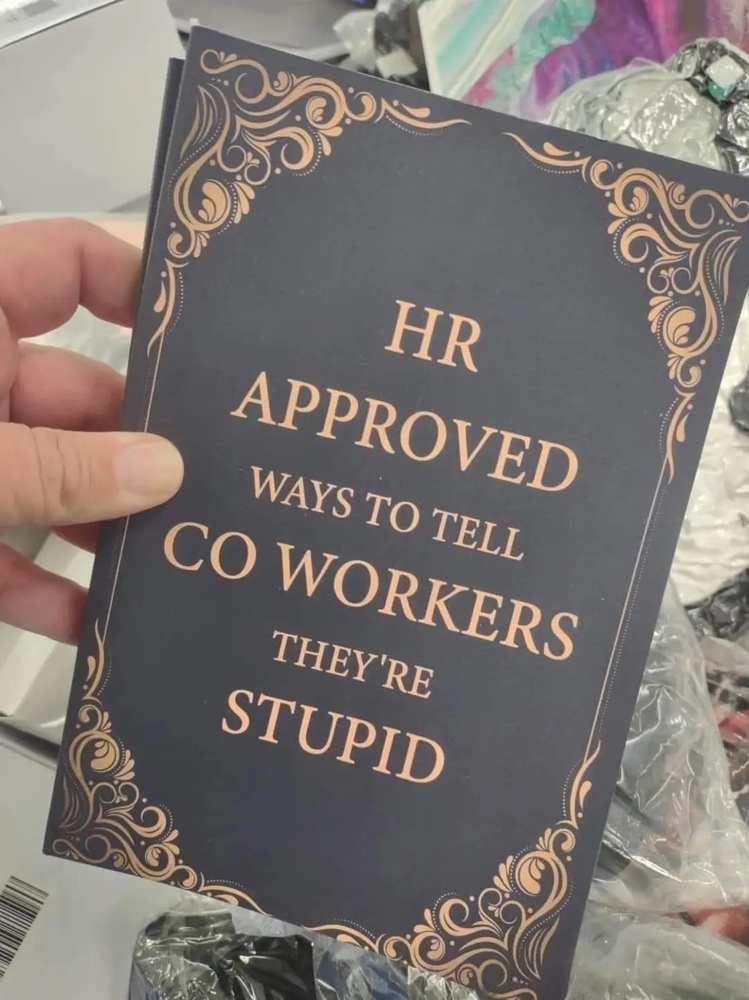 HR
APPROVED
WAYS TO TELL
CO WORKERS
THEY'RE
STUPID